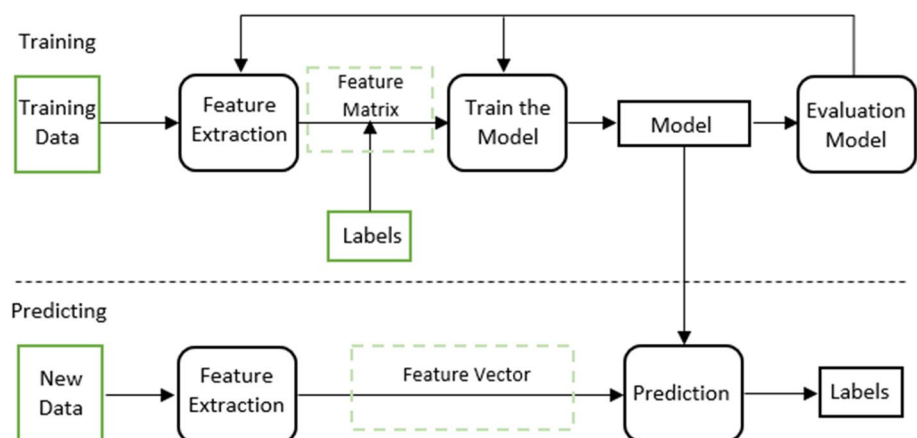 Training
Training
Data
Feature
Extraction
Feature
Matrix
Train the
Model
Model
Evaluation
Model
Labels
Predicting
New
Data
Feature
Extraction
Feature Vector
Prediction
Labels